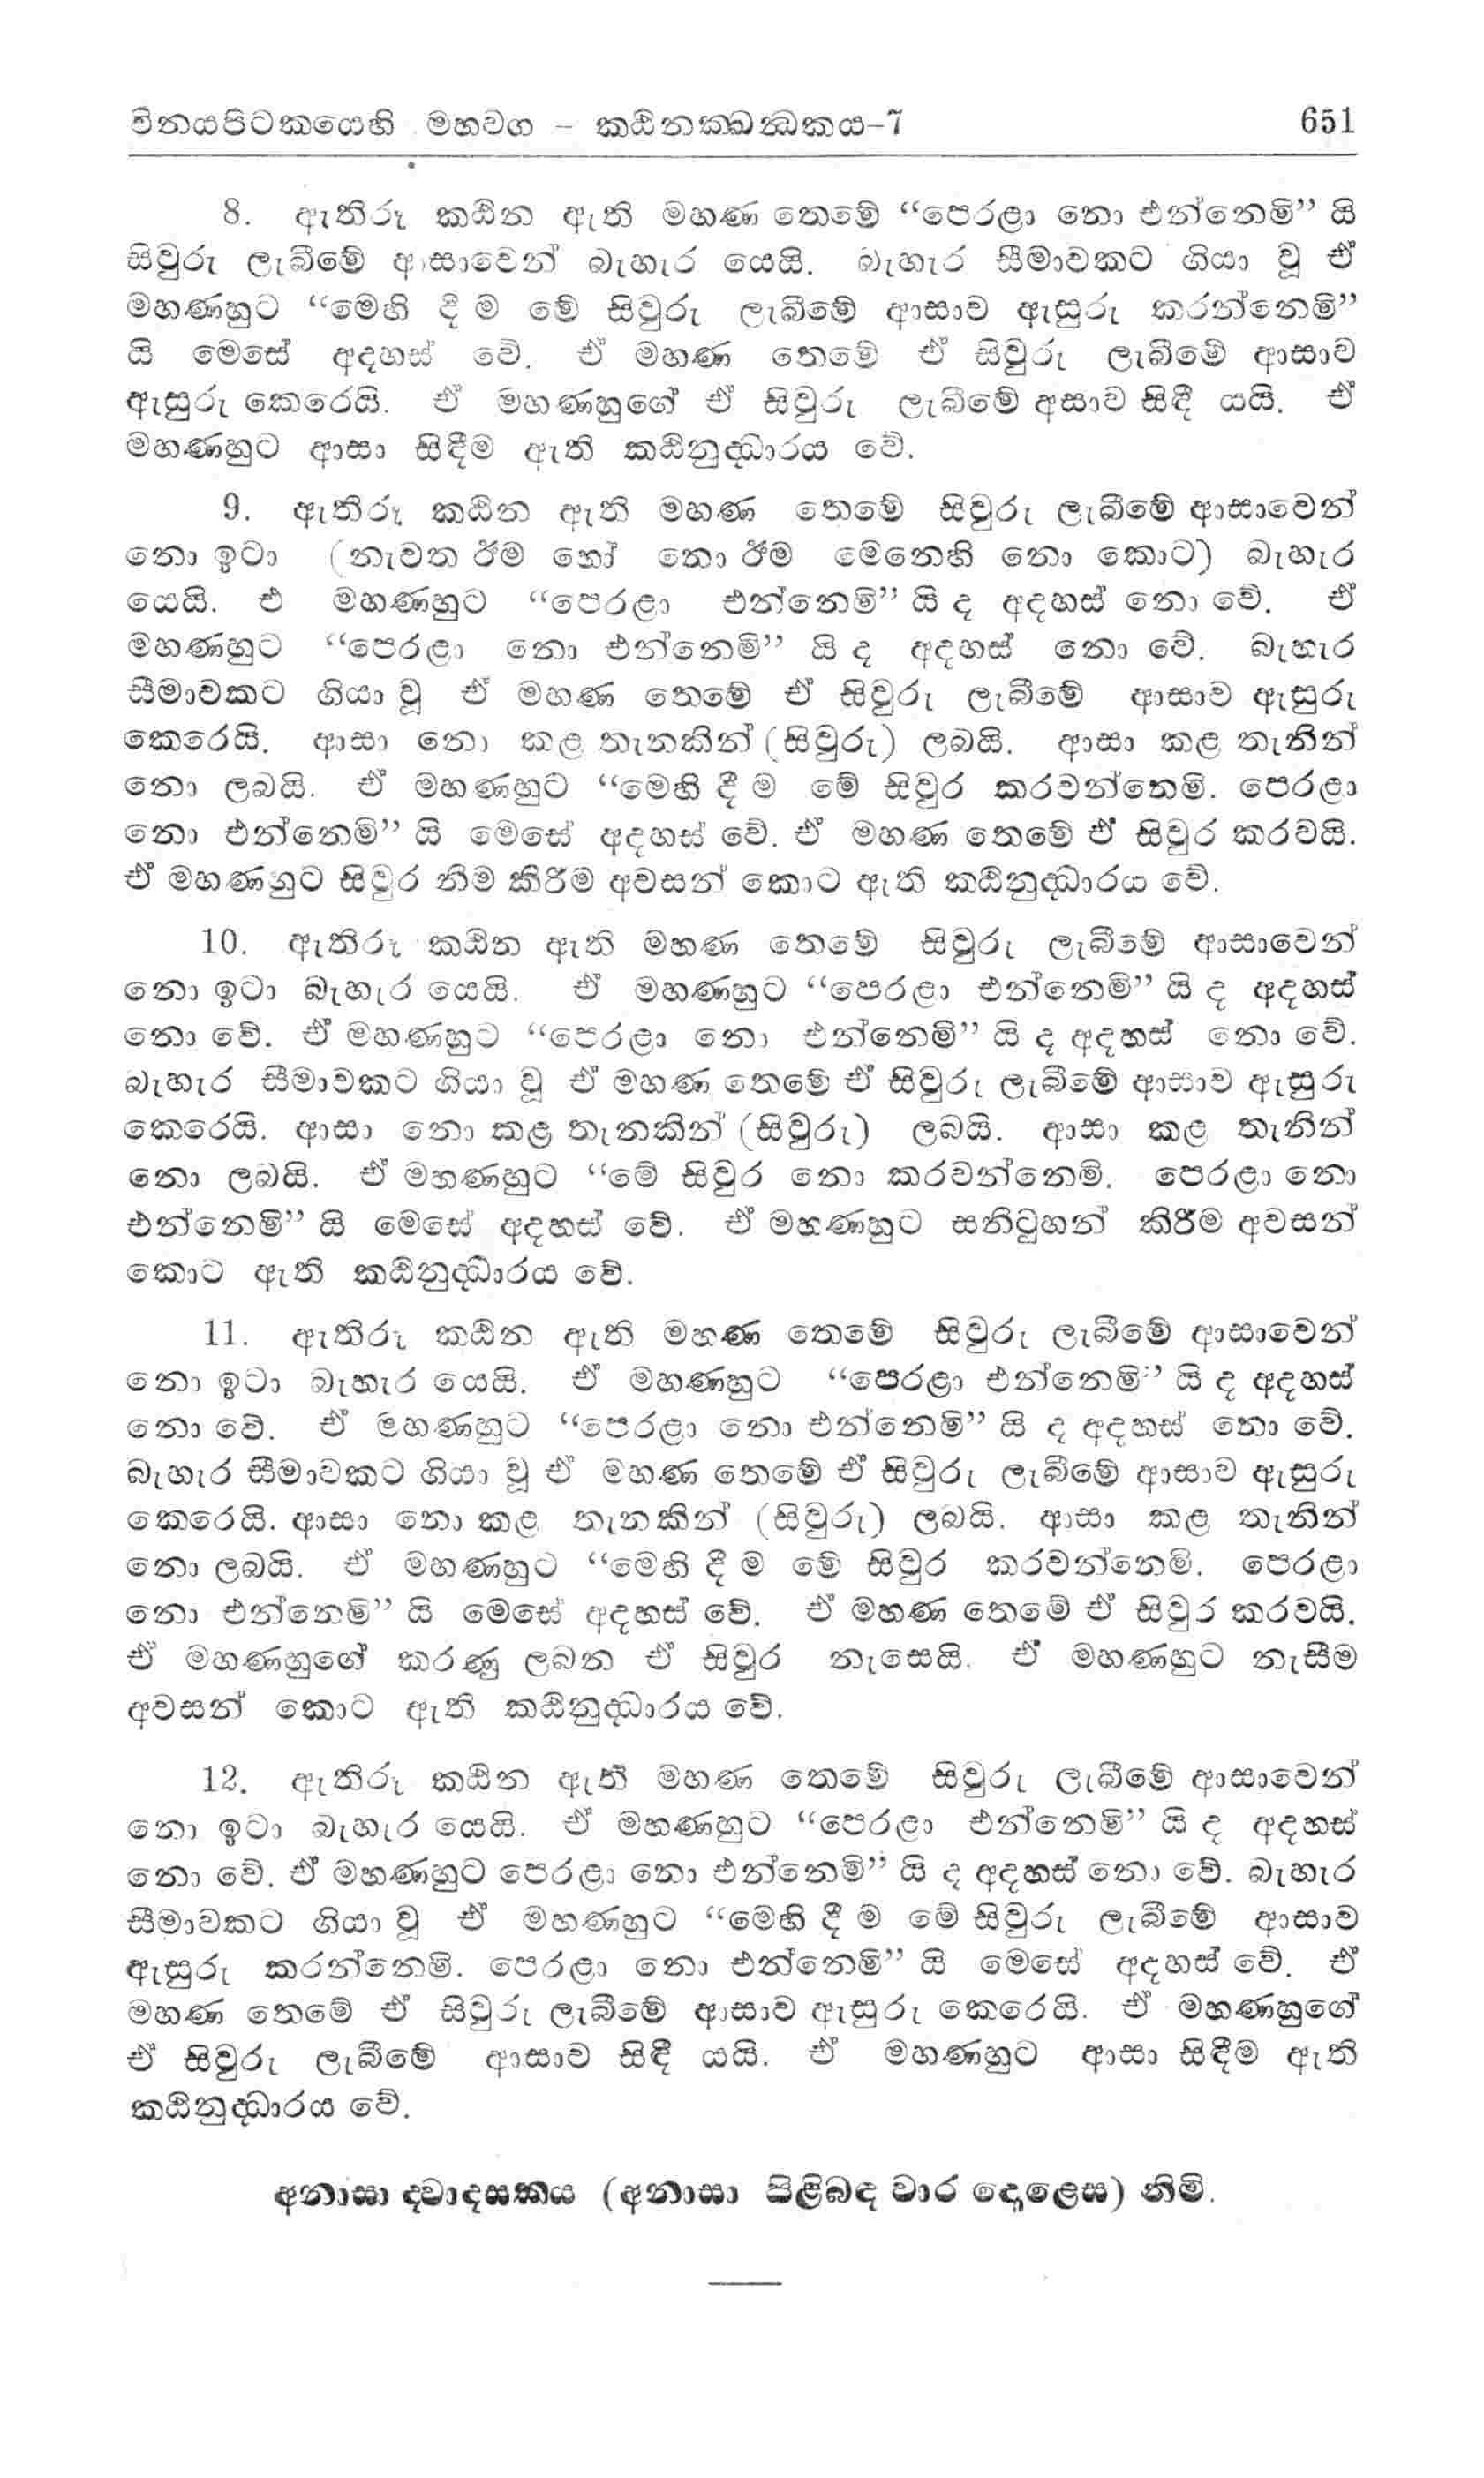 විනයපිටකයෙහි මහවග - කඨිනක්ඛන්ධකය-7 651
8. ඇතිරූ කඨින ඇති මහණ තෙමේ “පෙරළා නො එන්නෙමි” යි
සිවුරු ලැබීමේ ආසාවෙන් බැහැර යෙයි. බැහැර සීමාවකට ගියා වූ ඒ
මහණහුට “මෙහි දී ම මේ සිවුරු ලැබීමේ ආසාව ඇසුරු කරන්නෙමි”
යි මෙසේ අදහස් වේ. ඒ මහණ තෙමේ ඒ සිවුරු ලැබීමේ ආසාව
ඇසුරු කෙරෙයි. ඒ මහණහුගේ ඒ සිවුරු ලැබීමේ අසාව සිඳී යයි. ඒ
මහණහුට ආසා සිඳීම ඇති කඨිනුද්ධාරය වේ.
9. ඇතිරූ කඨින ඇති මහණ තෙමේ සිවුරු ලැබීමේ ආසාවෙන්
නො ඉටා (නැවත ඊම හෝ නො ඊම මෙනෙහි නො කොට) බැහැර
යෙයි. එ මහණහුට “පෙරළා එන්නෙමි” යි ද අදහස් නො වේ. ඒ
මහණහුට “පෙරළා නො එන්නෙමි” යි ද අදහස් නො වේ. බැහැර
සීමාවකට ගියා වූ ඒ මහණ තෙමේ ඒ සිවුරු ලැබීමේ ආසාව ඇසුරු
කෙරෙයි. ආසා නො කළ තැනකින් (සිවුරු) ලබයි. ආසා කළ තැනින්
නො ලබයි. ඒ මහණහුට “මෙහි දී ම මේ සිවුර කරවන්නෙමි. පෙරළා
නො එන්නෙමි” යි මෙසේ අදහස් වේ. ඒ මහණ තෙමේ ඒ සිවුර කරවයි.
ඒ මහණහුට සිවුර නිම කිරීම අවසන් කොට ඇති කඨිනුද්ධාරය වේ.
10. ඇතිරූ කඨින ඇති මහණ තෙමේ සිවුරු ලැබීමේ ආසාවෙන්
නො ඉටා බැහැර යෙයි. ඒ මහණහුට “පෙරළා එන්නෙමි” යි ද අදහස්
නො වේ. ඒ මහණහුට “පෙරළා නො එන්නෙමි” යි ද අදහස් නො වේ.
බැහැර සීමාවකට ගියා වූ ඒ මහණ තෙමේ ඒ සිවුරු ලැබීමේ ආසාව ඇසුරු
කෙරෙයි. ආසා නො කළ තැනකින් (සිවුරු) ලබයි. ආසා කළ තැනින්
නො ලබයි. ඒ මහණහුට “මේ සිවුර නො කරවන්නෙමි. පෙරළා නො
එන්නෙමි” යි මෙසේ අදහස් වේ. ඒ මහණහුට සනිටුහන් කිරීම අවසන්
කොට ඇති කඨිනුද්ධාරය වේ.
11. ඇතිරූ කඨින ඇති මහණ තෙමේ සිවුරු ලැබීමේ ආසාවෙන්
නො ඉටා බැහැර යෙයි. ඒ මහණහුට “පෙරළා එන්නෙමි” යි ද අදහස්
නො වේ. ඒ මහණහුට “පෙරළා නො එන්නෙමි” යි ද අදහස් නො වේ.
බැහැර සීමාවකට ගියා වූ ඒ මහණ තෙමේ ඒ සිවුරු ලැබීමේ ආසාව ඇසුරු
කෙරෙයි. ආසා නො කළ තැනකින් (සිවුරු) ලබයි. ආසා කළ තැනින්
නො ලබයි. ඒ මහණහුට “මෙහි දී ම මේ සිවුර කරවන්නෙමි. පෙරළා
නො එන්නෙමි” යි මෙසේ අදහස් වේ. ඒ මහණ තෙමේ ඒ සිවුර කරවයි.
ඒ මහණහුගේ කරණු ලබන ඒ සිවුර නැසෙයි. ඒ මහණහුට නැසීම
අවසන් කොට ඇති කඨිනුද්ධාරය වේ.
12. ඇතිරූ කඨින ඇති මහණ තෙමේ සිවුරු ලැබීමේ ආසාවෙන්
නො ඉටා බැහැර යෙයි. ඒ මහණහුට “පෙරළා එන්නෙමි” යි ද අදහස්
නො වේ. ඒ මහණහුට පෙරළා නො එන්නෙමි” යි ද අදහස් නො වේ. බැහැර
සීමාවකට ගියා වූ ඒ මහණහුට “මෙහි දී ම මේ සිවුරු ලැබීමේ ආසාව
ඇසුරු කරන්නෙමි. පෙරළා නො එන්නෙමි” යි මෙසේ අදහස් වේ. ඒ
මහණ තෙමේ ඒ සිවුරු ලැබීමේ ආසාව ඇසුරු කෙරෙයි. ඒ මහණහුගේ
ඒ සිවුරු ලැබීමේ ආසාව සිඳී යයි. ඒ මහණහුට ආසා සිඳීම ඇති
කඨිනුද්ධාරය වේ.
අනාසා ද්වාදසකය (අනාසා පිළිබඳ වාර දොළෙස) නිමි.